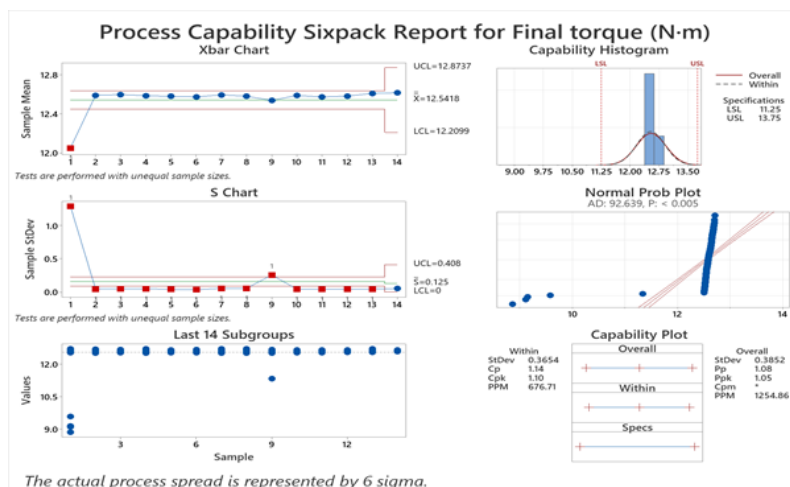 Process Capability Sixpack Report for Final torque (N·m)
Xbar Chart
Sample Mean
12.8
12.4
12.0
1 2 3 4 5 6 7 8 9 10 11 12 13 14
UCL=12.8737
X̿=12.5418
LCL=12.2099
Tests are performed with unequal sample sizes.
S Chart
Sample StDev
1.0
0.5
0.0
1
1
1 2 3 4 5 6 7 8 9 10 11 12 13 14
UCL=0.408
S̄=0.125
LCL=0
Tests are performed with unequal sample sizes.
Last 14 Subgroups
Values
12.0
10.5
9.0
3 6 9 12
Sample
Capability Histogram
LSL USL
Overall
Within
Specifications
LSL 11.25
USL 13.75
9.00 9.75 10.50 11.25 12.00 12.75 13.50
Normal Prob Plot
AD: 92.639, P: < 0.005
10 12 14
Capability Plot
Within
StDev 0.3654
Cp 1.14
Cpk 1.10
PPM 676.71
Overall
Within
Specs
Overall
StDev 0.3852
Pp 1.08
Ppk 1.05
Cpm *
PPM 1254.86
The actual process spread is represented by 6 sigma.